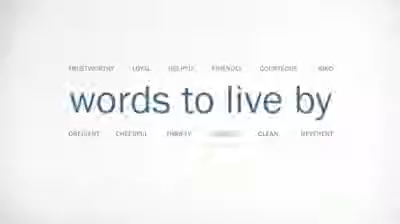 TRUSTWORTHY LOYAL HELPFUL FRIENDLY COURTEOUS KIND
words to live by
OBEDIENT CHEERFUL THRIFTY CLEAN REVERENT